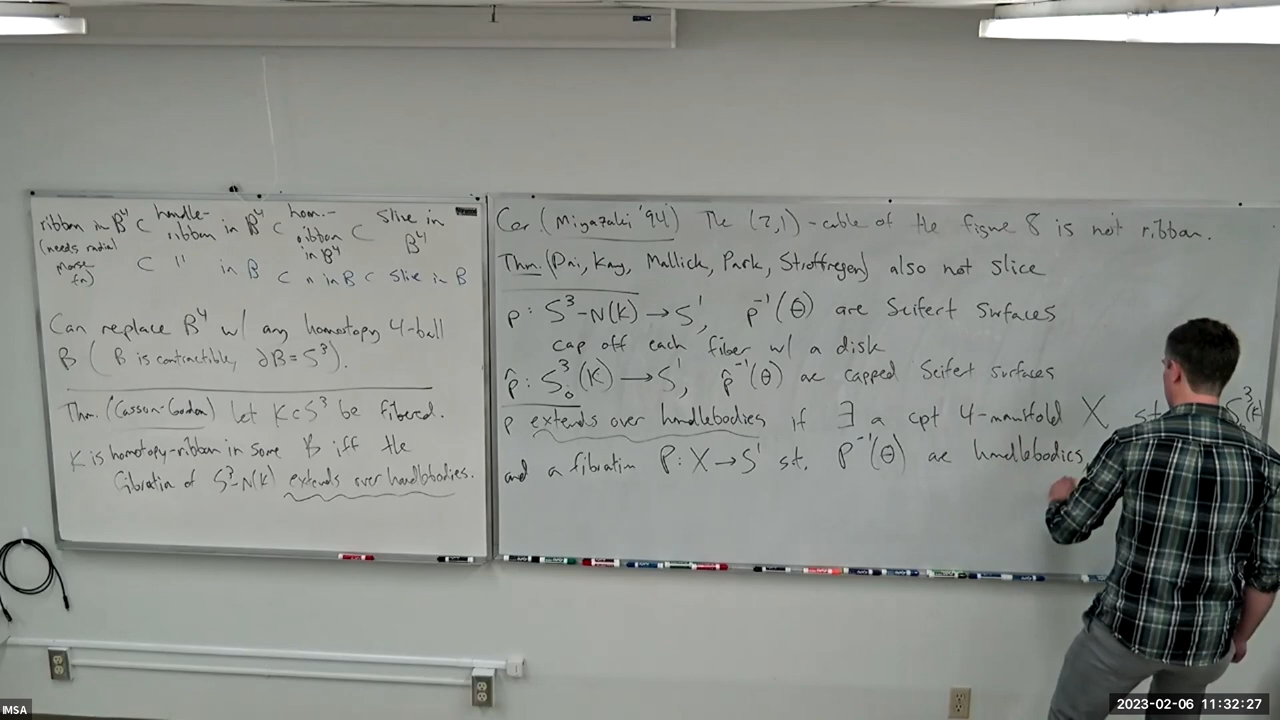 ribbon in B⁴ ⊂ handle-ribbon in B⁴ ⊂ hom.-ribbon in B⁴ ⊂ Slice in B⁴
(needs radial morse fn) ⊂ " in B ⊂ " in B ⊂ slice in B
Can replace B⁴ w/ any homotopy 4-ball
B (B is contractible, ∂B = S³).
Thm. (Casson-Gordon) let K⊂S³ be fibered.
K is homotopy-ribbon in some B iff the
fibration of S³-N(K) extends over handlebodies.
Cor (Miyazaki '94) The (2,1)-cable of the figure 8 is not ribbon.
Thm. (Dai, Kang, Mallick, Park, Stoffregen) also not slice
p: S³-N(K) → S¹, p⁻¹(θ) are Seifert surfaces
cap off each fiber w/ a disk
p̂: S³₀(K) → S¹, p̂⁻¹(θ) are capped Seifert surfaces
p extends over handlebodies if ∃ a cpt 4-manifold X st S³₀(K)
and a fibration P: X → S¹ st. P⁻¹(θ) are handlebodies
IMSA
2023-02-06 11:32:27